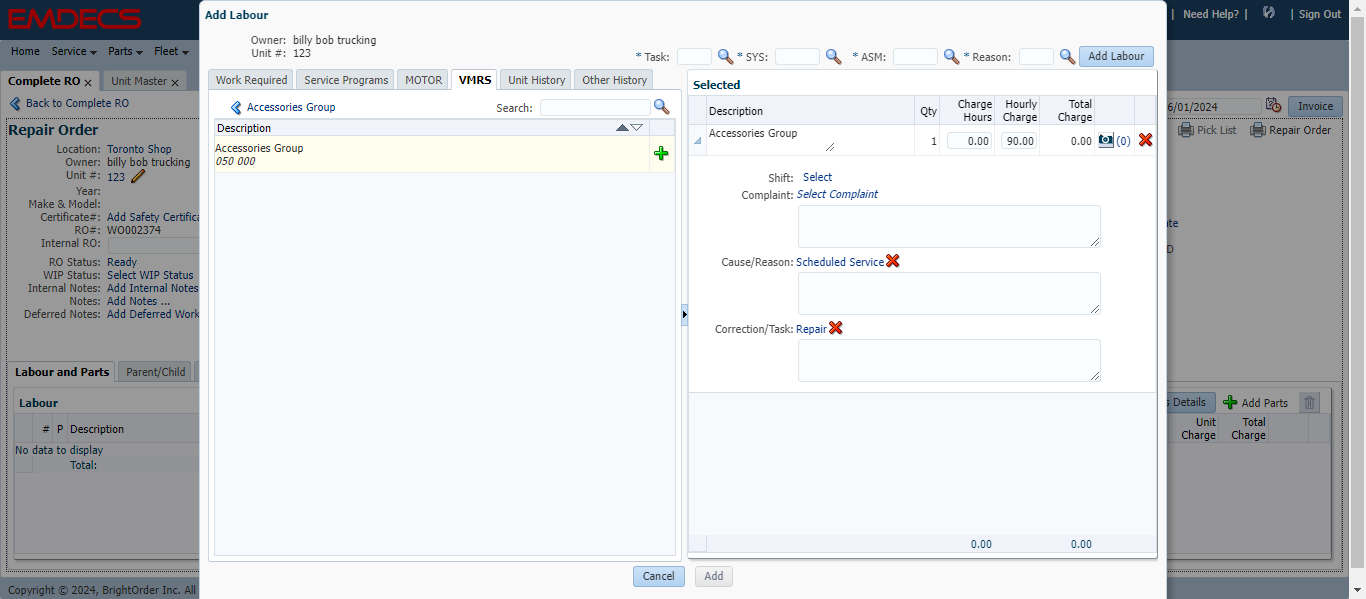 EMDECS
| Need Help? | | Sign Out
Home Service Parts Fleet
Complete RO Unit Master
Back to Complete RO
6/01/2024 Invoice
Repair Order
Pick List Repair Order
Location: Toronto Shop
Owner: billy bob trucking
Unit #: 123
Year:
Make & Model:
Certificate#: Add Safety Certifica
RO#: WO002374
Internal RO:
RO Status: Ready
WIP Status: Select WIP Status
Internal Notes: Add Internal Notes
Notes: Add Notes ...
Deferred Notes: Add Deferred Work
Labour and Parts Parent/Child
Labour
# P Description
No data to display
Total:
Copyright © 2024, BrightOrder Inc. All
Add Labour
Owner: billy bob trucking
Unit #: 123
* Task: * SYS: * ASM: * Reason: Add Labour
Work Required Service Programs MOTOR VMRS Unit History Other History
Accessories Group Search:
Description
Accessories Group
050 000
Selected
Description Qty Charge Hours Hourly Charge Total Charge
Accessories Group 1 0.00 90.00 0.00 (0)
Shift: Select
Complaint: Select Complaint
Cause/Reason: Scheduled Service
Correction/Task: Repair
0.00 0.00
Cancel Add
s Details Add Parts
Unit Charge Total Charge